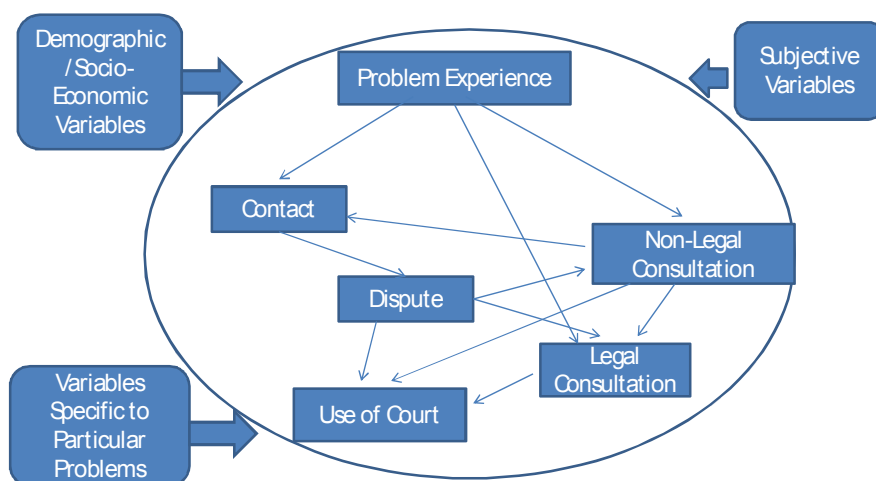 Demographic
/ Socio-
Economic
Variables
Problem Experience
Subjective
Variables
Contact
Non-Legal
Consultation
Dispute
Legal
Consultation
Use of Court
Variables
Specific to
Particular
Problems